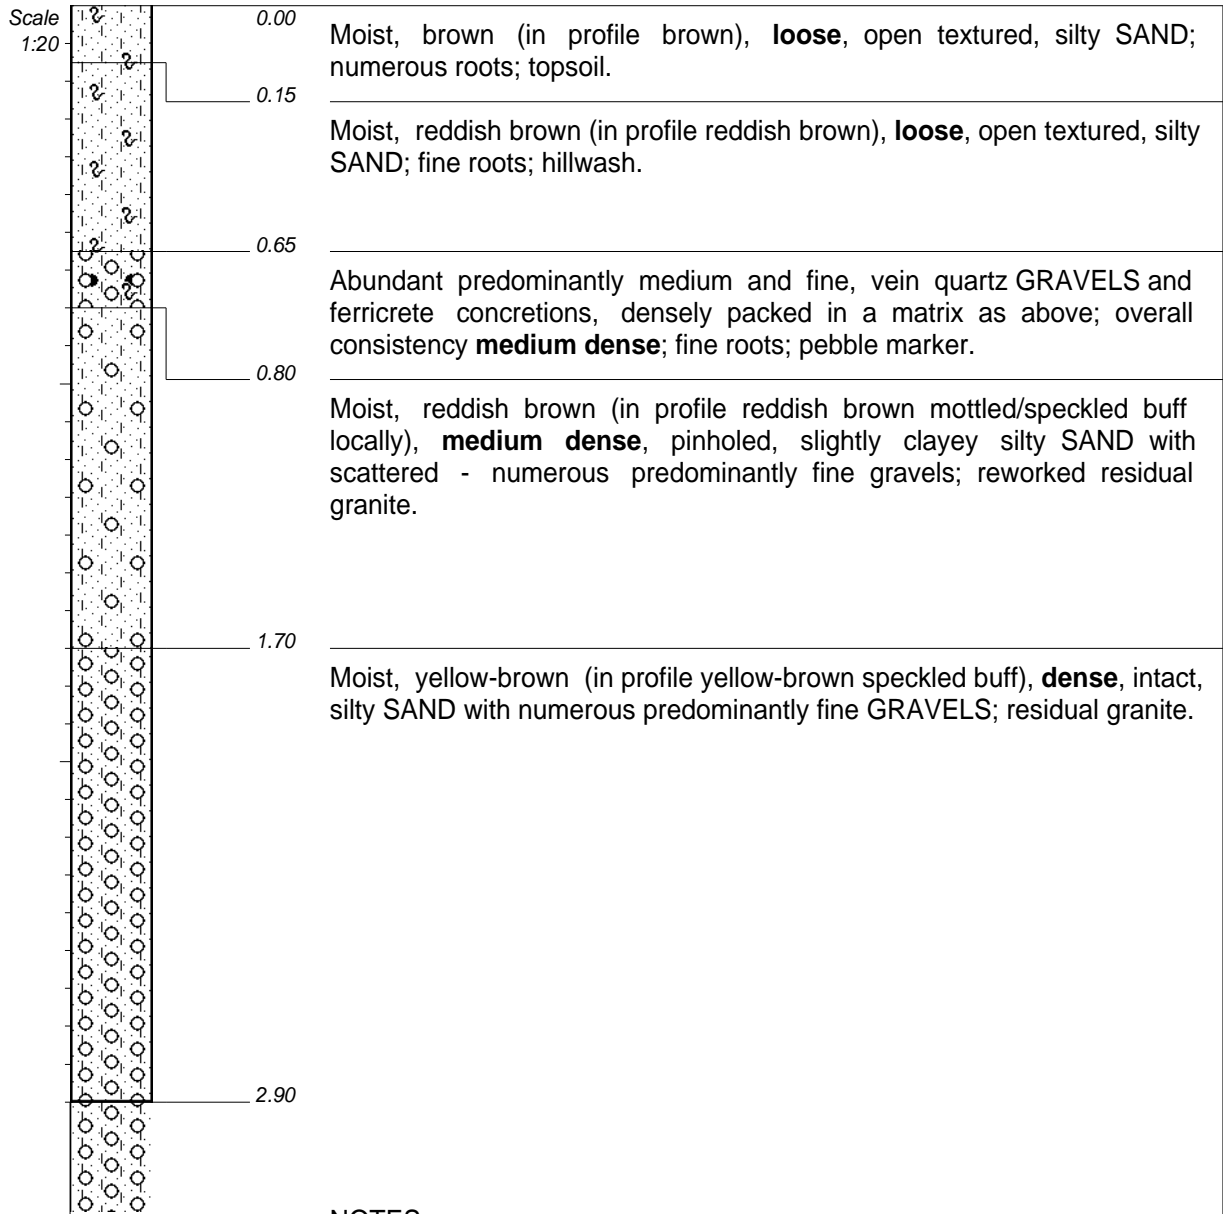 Scale
1:20
0.00
Moist, brown (in profile brown), loose, open textured, silty SAND;
numerous roots; topsoil.
0.15
Moist, reddish brown (in profile reddish brown), loose, open textured, silty
SAND; fine roots; hillwash.
0.65
Abundant predominantly medium and fine, vein quartz GRAVELS and
ferricrete concretions, densely packed in a matrix as above; overall
consistency medium dense; fine roots; pebble marker.
0.80
Moist, reddish brown (in profile reddish brown mottled/speckled buff
locally), medium dense, pinholed, slightly clayey silty SAND with
scattered - numerous predominantly fine gravels; reworked residual
granite.
1.70
Moist, yellow-brown (in profile yellow-brown speckled buff), dense, intact,
silty SAND with numerous predominantly fine GRAVELS; residual granite.
2.90
NOTES